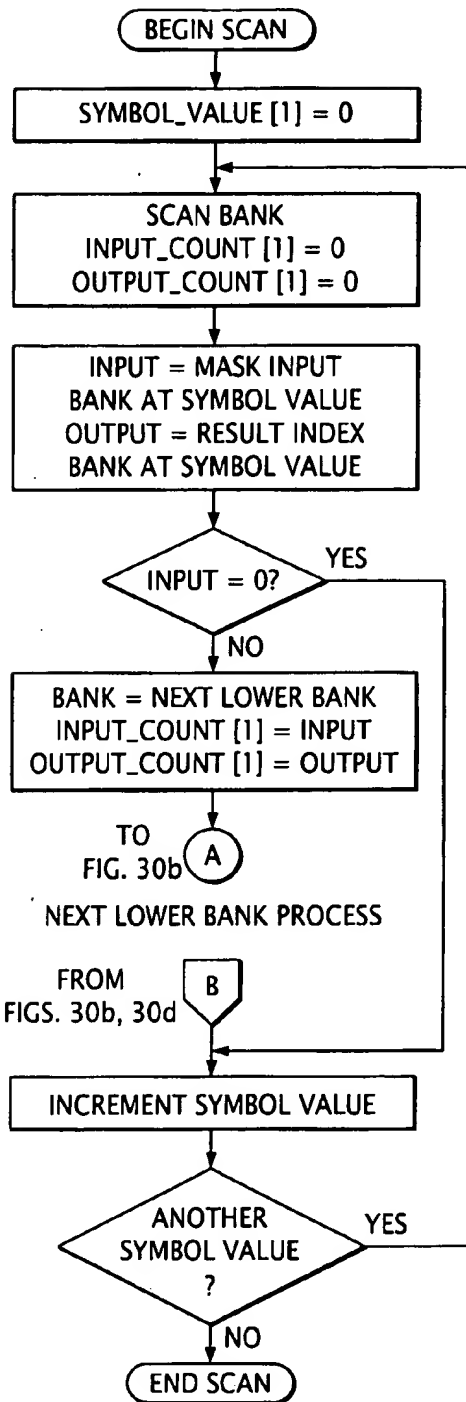 BEGIN SCAN
SYMBOL_VALUE [1] = 0
SCAN BANK
INPUT_COUNT [1] = 0
OUTPUT_COUNT [1] = 0
INPUT = MASK INPUT
BANK AT SYMBOL VALUE
OUTPUT = RESULT INDEX
BANK AT SYMBOL VALUE
INPUT = 0?
YES
NO
BANK = NEXT LOWER BANK
INPUT_COUNT [1] = INPUT
OUTPUT_COUNT [1] = OUTPUT
TO
FIG. 30b
A
NEXT LOWER BANK PROCESS
FROM
FIGS. 30b, 30d
B
INCREMENT SYMBOL VALUE
ANOTHER
SYMBOL VALUE
?
YES
NO
END SCAN